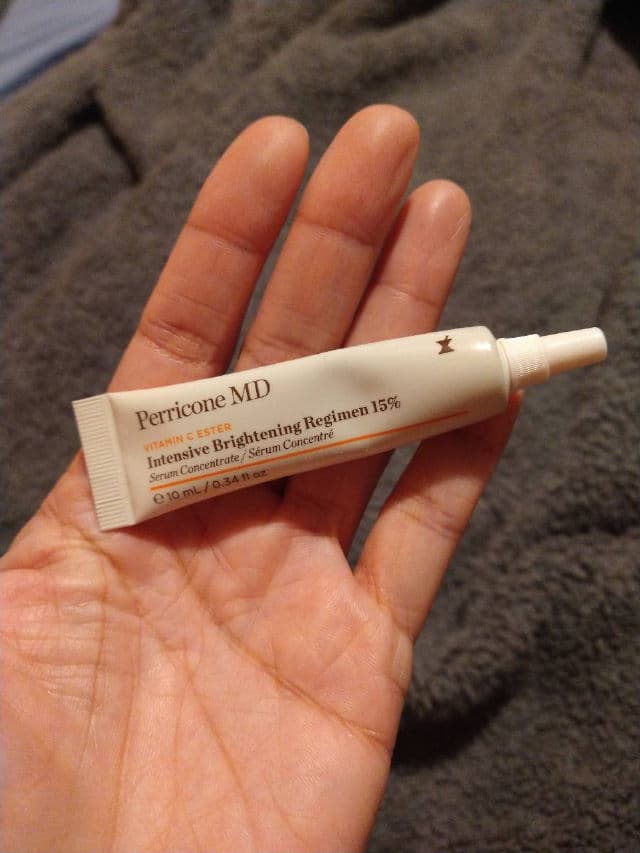 Perricone MD
VITAMIN C ESTER
Intensive Brightening Regimen 15%
Serum Concentrate / Sérum Concentré
℮ 10 mL / 0.34 fl oz